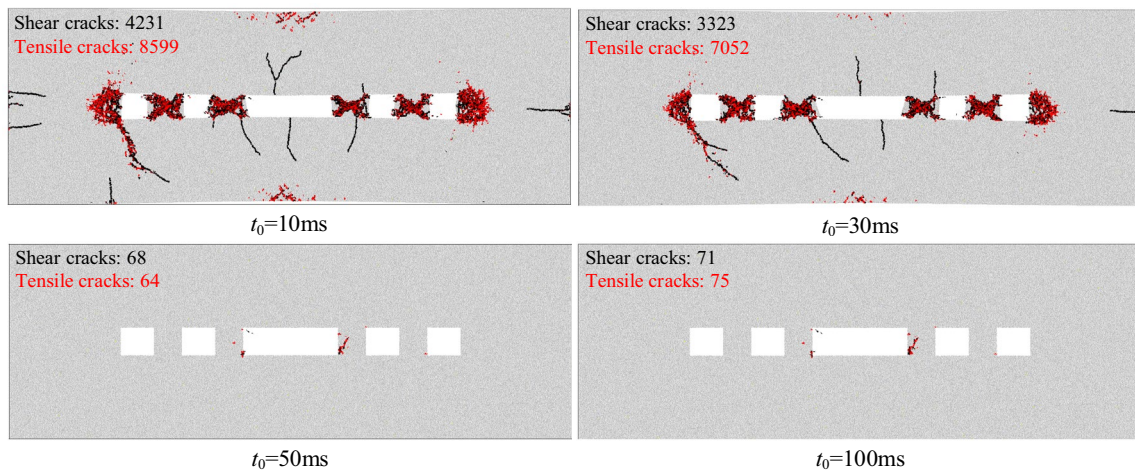 Shear cracks: 4231
Tensile cracks: 8599
t₀=10ms
Shear cracks: 3323
Tensile cracks: 7052
t₀=30ms
Shear cracks: 68
Tensile cracks: 64
t₀=50ms
Shear cracks: 71
Tensile cracks: 75
t₀=100ms